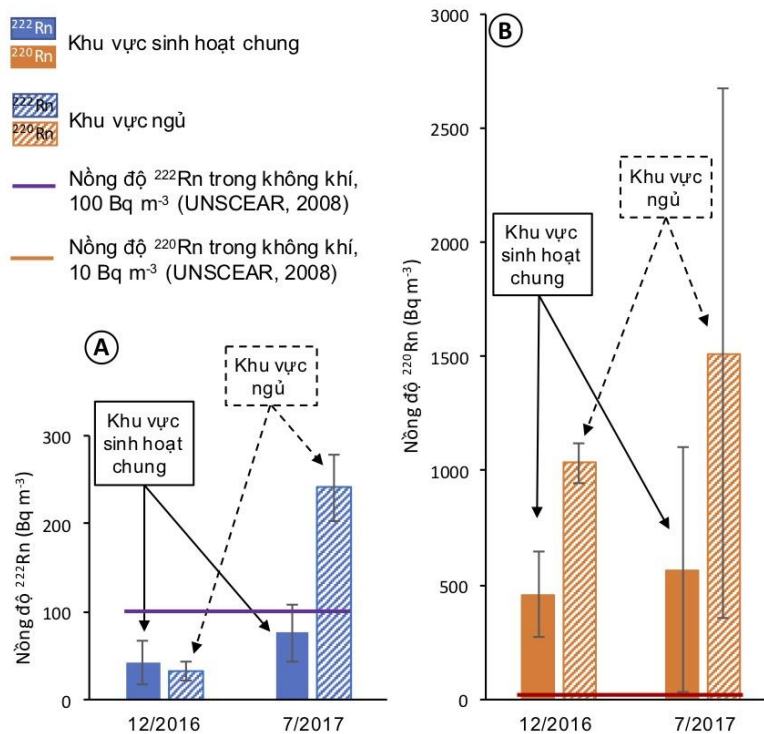 ²²²Rn
²²⁰Rn
Khu vực sinh hoạt chung
²²²Rn
²²⁰Rn
Khu vực ngủ
Nồng độ ²²²Rn trong không khí,
100 Bq m⁻³ (UNSCEAR, 2008)
Nồng độ ²²⁰Rn trong không khí,
10 Bq m⁻³ (UNSCEAR, 2008)
A
Khu vực
ngủ
Khu vực
sinh hoạt
chung
Nồng độ ²²²Rn (Bq m⁻³)
300
200
100
0
12/2016
7/2017
B
Khu vực
ngủ
Khu vực
sinh hoạt
chung
Nồng độ ²²⁰Rn (Bq m⁻³)
3000
2500
2000
1500
1000
500
0
12/2016
7/2017